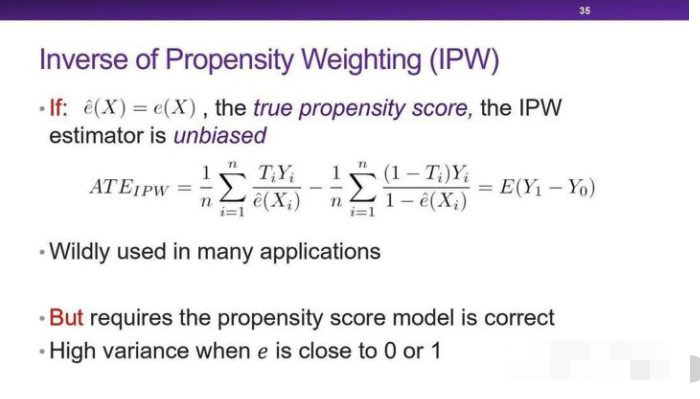 35
Inverse of Propensity Weighting (IPW)
• If: ê(X) = e(X) , the true propensity score, the IPW
estimator is unbiased
ATE_{IPW} = \frac{1}{n} \sum_{i=1}^{n} \frac{T_iY_i}{ê(X_i)} − \frac{1}{n} \sum_{i=1}^{n} \frac{(1 − T_i)Y_i}{1 − ê(X_i)} = E(Y_1 − Y_0)
• Wildly used in many applications
• But requires the propensity score model is correct
• High variance when e is close to 0 or 1